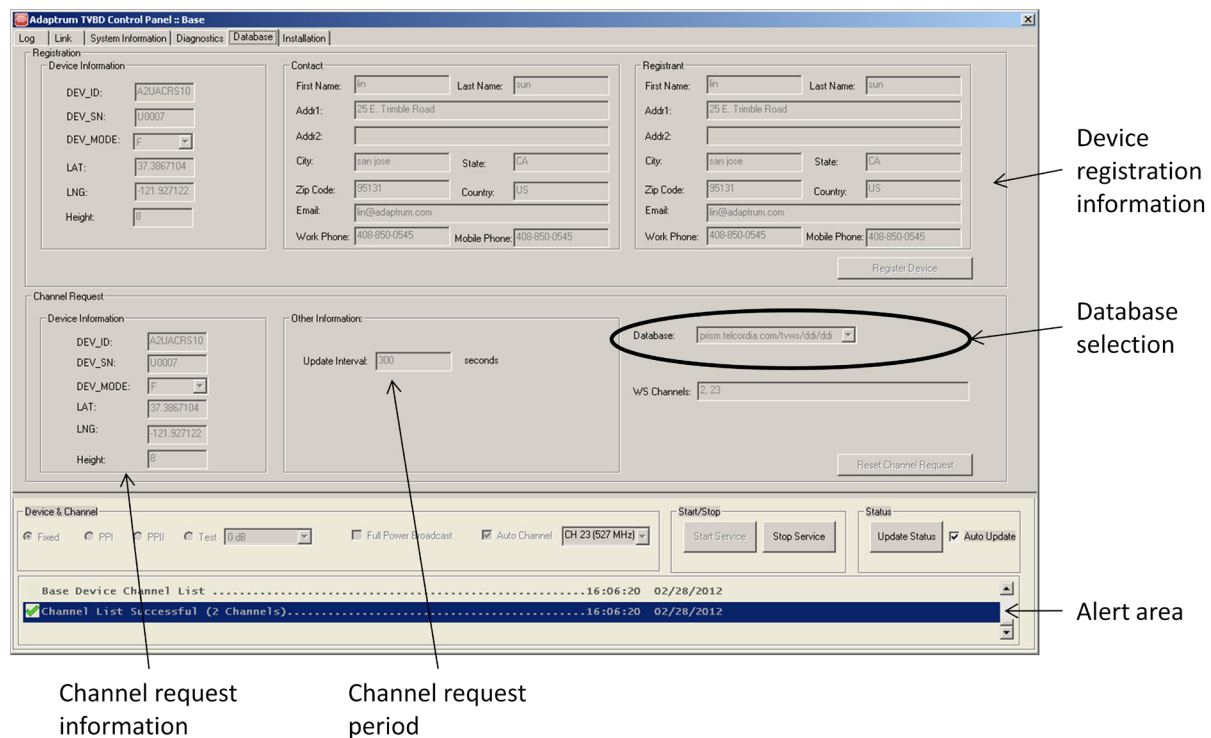 Adaptrum TVBD Control Panel :: Base
Log Link System Information Diagnostics Database Installation
Registration
Device Information
DEV_ID: A2UACRS10
DEV_SN: U0007
DEV_MODE: F
LAT: 37.3867104
LNG: -121.927122
Height: 8
Contact
First Name: lin Last Name: sun
Addr1: 25 E. Trimble Road
Addr2:
City: san jose State: CA
Zip Code: 95131 Country: US
Email: lin@adaptrum.com
Work Phone: 408-850-0545 Mobile Phone: 408-850-0545
Registrant
First Name: lin Last Name: sun
Addr1: 25 E. Trimble Road
Addr2:
City: san jose State: CA
Zip Code: 95131 Country: US
Email: lin@adaptrum.com
Work Phone: 408-850-0545 Mobile Phone: 408-850-0545
Register Device
Device
registration
information
Channel Request
Device Information
DEV_ID: A2UACRS10
DEV_SN: U0007
DEV_MODE: F
LAT: 37.3867104
LNG: -121.927122
Height: 8
Other Information:
Update Interval: 300 seconds
Database: prism.telcordia.com/tvws/ddi/ddi
WS Channels: 2, 23
Reset Channel Request
Database
selection
Device & Channel
Fixed PPI PPII Test 0 dB Full Power Broadcast Auto Channel CH 23 (527 MHz)
Start/Stop
Start Service Stop Service
Status
Update Status Auto Update
Base Device Channel List ............................................16:06:20 02/28/2012
Channel List Successful (2 Channels)...................................16:06:20 02/28/2012
Alert area
Channel request
information
Channel request
period